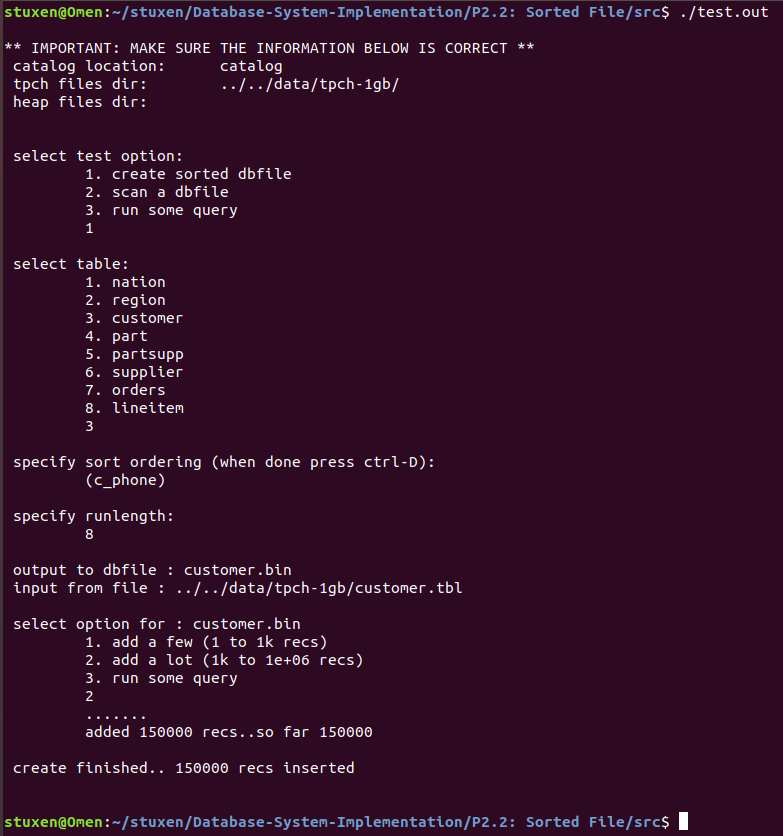 stuxen@Omen:~/stuxen/Database-System-Implementation/P2.2: Sorted File/src$ ./test.out
** IMPORTANT: MAKE SURE THE INFORMATION BELOW IS CORRECT **
catalog location: catalog
tpch files dir: ../../data/tpch-1gb/
heap files dir:
select test option:
1. create sorted dbfile
2. scan a dbfile
3. run some query
1
select table:
1. nation
2. region
3. customer
4. part
5. partsupp
6. supplier
7. orders
8. lineitem
3
specify sort ordering (when done press ctrl-D):
(c_phone)
specify runlength:
8
output to dbfile : customer.bin
input from file : ../../data/tpch-1gb/customer.tbl
select option for : customer.bin
1. add a few (1 to 1k recs)
2. add a lot (1k to 1e+06 recs)
3. run some query
2
.......
added 150000 recs..so far 150000
create finished.. 150000 recs inserted
stuxen@Omen:~/stuxen/Database-System-Implementation/P2.2: Sorted File/src$